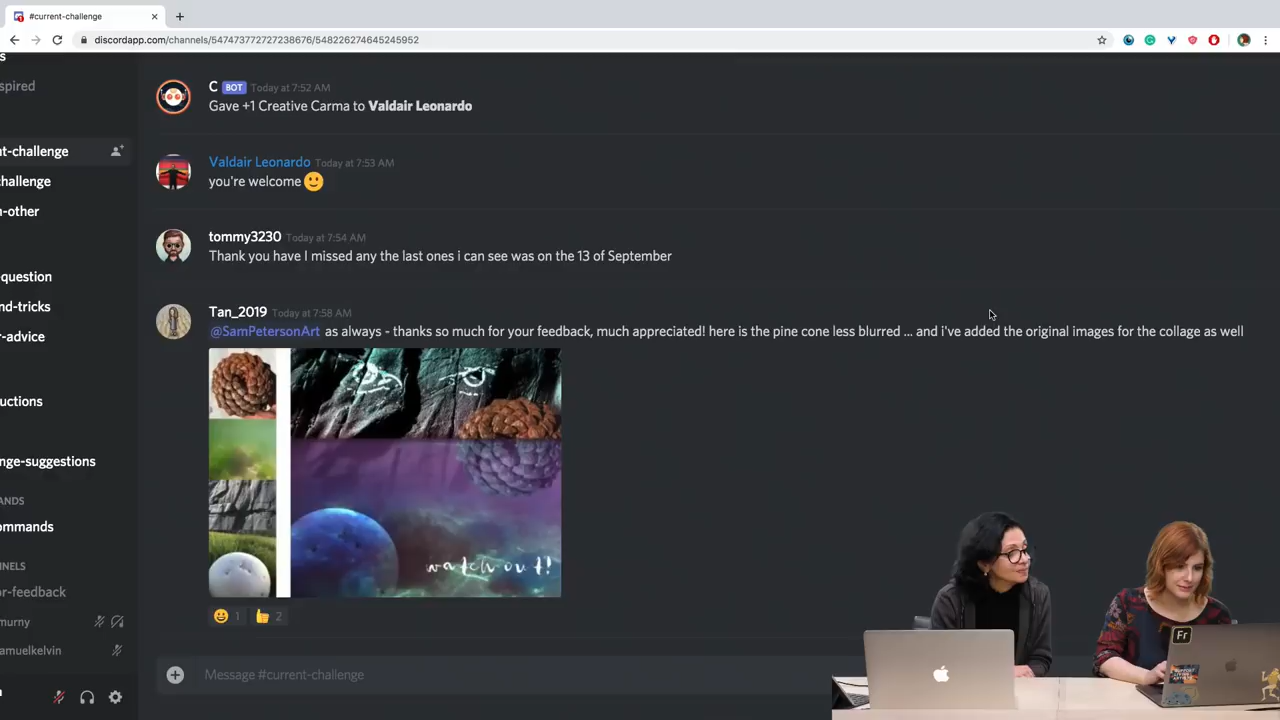 #current-challenge
discordapp.com/channels/547473772727238676/548226274645245952
s
spired
nt-challenge
hallenge
n-other
-question
nd-tricks
r-advice
uctions
nge-suggestions
ANDS
ommands
NNELS
or-feedback
murny
amuelkelvin
C BOT Today at 7:52 AM
Gave +1 Creative Carma to Valdair Leonardo
Valdair Leonardo Today at 7:53 AM
you're welcome
tommy3230 Today at 7:54 AM
Thank you have I missed any the last ones i can see was on the 13 of September
Tan_2019 Today at 7:58 AM
@SamPetersonArt as always - thanks so much for your feedback, much appreciated! here is the pine cone less blurred ... and i've added the original images for the collage as well
watch out!
1
2
Message #current-challenge
Fr